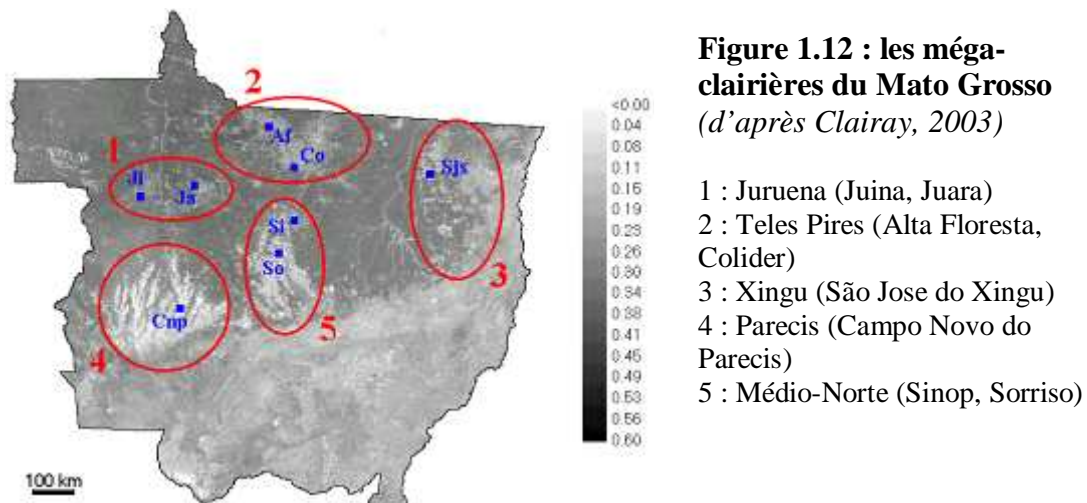 2
1
3
4
5
Af
Co
Sjs
Ji
Ja
Si
So
Cnp
100 km
<0.00
0.04
0.08
0.11
0.15
0.19
0.23
0.26
0.30
0.34
0.38
0.41
0.45
0.49
0.53
0.56
0.60
Figure 1.12 : les méga-
clairières du Mato Grosso
(d’après Clairay, 2003)
1 : Juruena (Juina, Juara)
2 : Teles Pires (Alta Floresta,
Colider)
3 : Xingu (São Jose do Xingu)
4 : Parecis (Campo Novo do
Parecis)
5 : Médio-Norte (Sinop, Sorriso)